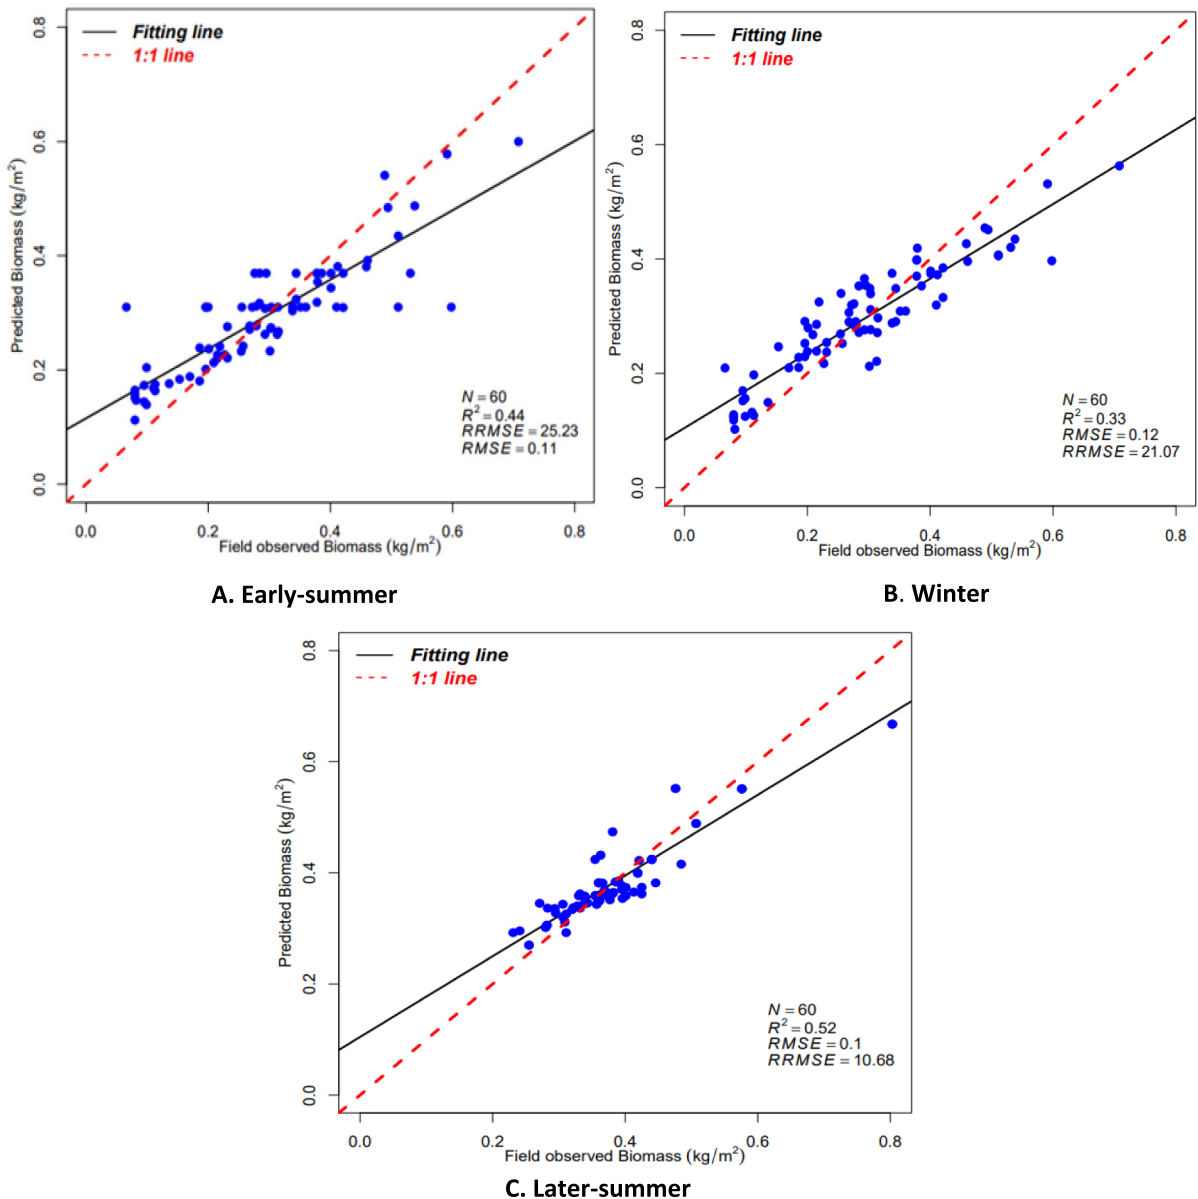 Fitting line
1:1 line
Predicted Biomass (kg/m²)
0.8
0.6
0.4
0.2
0.0
N = 60
R² = 0.44
RRMSE = 25.23
RMSE = 0.11
0.0 0.2 0.4 0.6 0.8
Field observed Biomass (kg/m²)
A. Early-summer
Fitting line
1:1 line
Predicted Biomass (kg/m²)
0.8
0.6
0.4
0.2
0.0
N = 60
R² = 0.33
RMSE = 0.12
RRMSE = 21.07
0.0 0.2 0.4 0.6 0.8
Field observed Biomass (kg/m²)
B. Winter
Fitting line
1:1 line
Predicted Biomass (kg/m²)
0.8
0.6
0.4
0.2
0.0
N = 60
R² = 0.52
RMSE = 0.1
RRMSE = 10.68
0.0 0.2 0.4 0.6 0.8
Field observed Biomass (kg/m²)
C. Later-summer